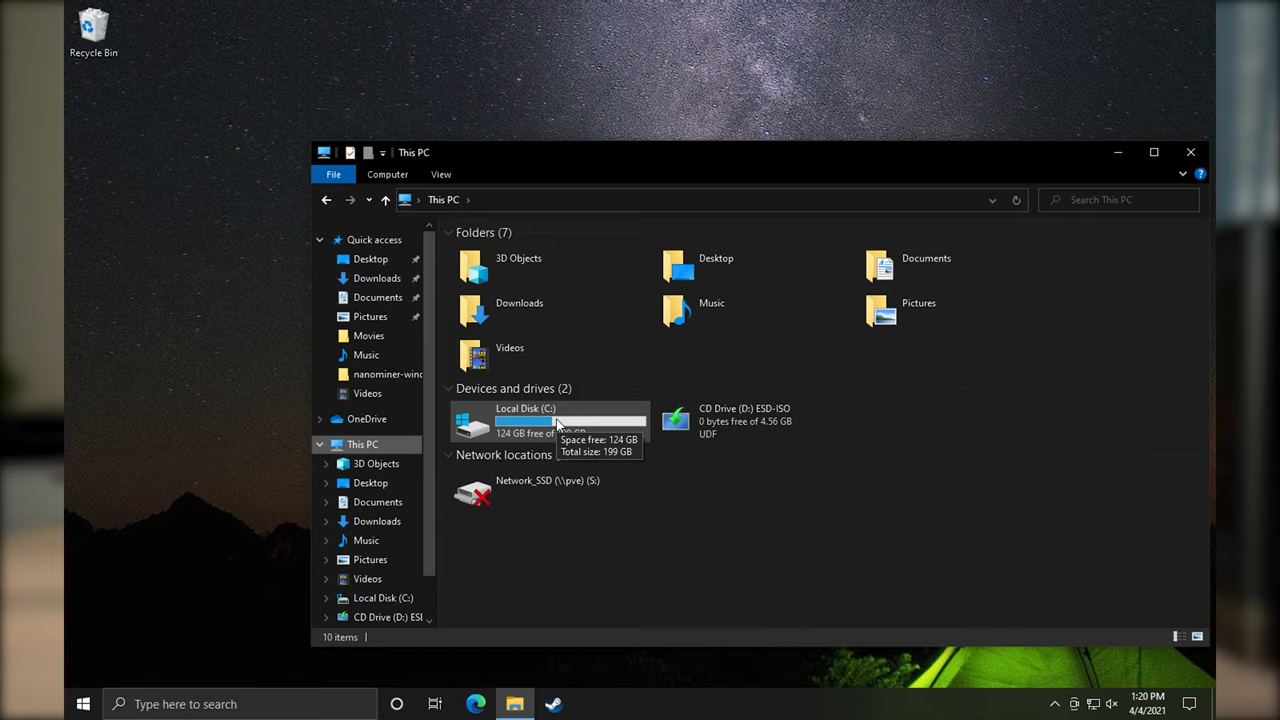 Recycle Bin
This PC
File
Computer
View
This PC
Search This PC
Quick access
Desktop
Downloads
Documents
Pictures
Movies
Music
nanominer-winc
Videos
OneDrive
This PC
3D Objects
Desktop
Documents
Downloads
Music
Pictures
Videos
Local Disk (C:)
CD Drive (D:) ESI
Folders (7)
3D Objects
Desktop
Documents
Downloads
Music
Pictures
Videos
Devices and drives (2)
Local Disk (C:)
124 GB free of
Space free: 124 GB
Total size: 199 GB
CD Drive (D:) ESD-ISO
0 bytes free of 4.56 GB
UDF
Network locations
Network_SSD (\\pve) (S:)
10 items
Type here to search
1:20 PM
4/4/2021